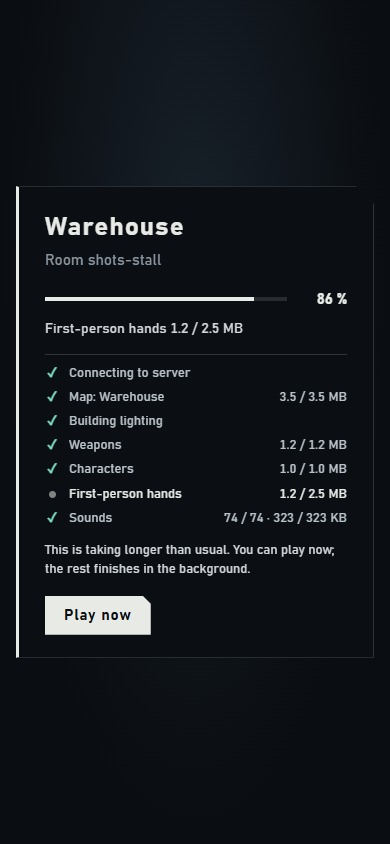 Warehouse
Room shots-stall
86 %
First-person hands 1.2 / 2.5 MB
Connecting to server
Map: Warehouse 3.5 / 3.5 MB
Building lighting
Weapons 1.2 / 1.2 MB
Characters 1.0 / 1.0 MB
First-person hands 1.2 / 2.5 MB
Sounds 74 / 74 · 323 / 323 KB
This is taking longer than usual. You can play now;
the rest finishes in the background.
Play now